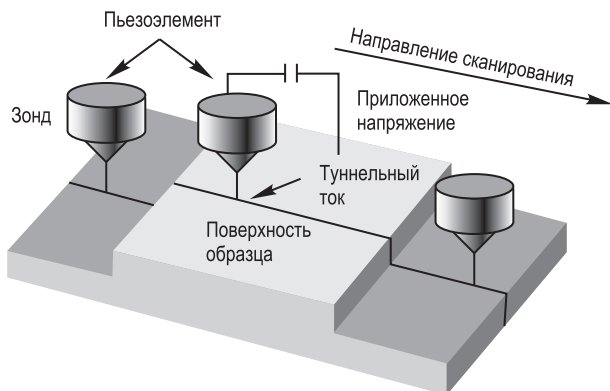 Пьезоэлемент
Направление сканирования
Зонд
Приложенное
напряжение
Туннельный
ток
Поверхность
образца